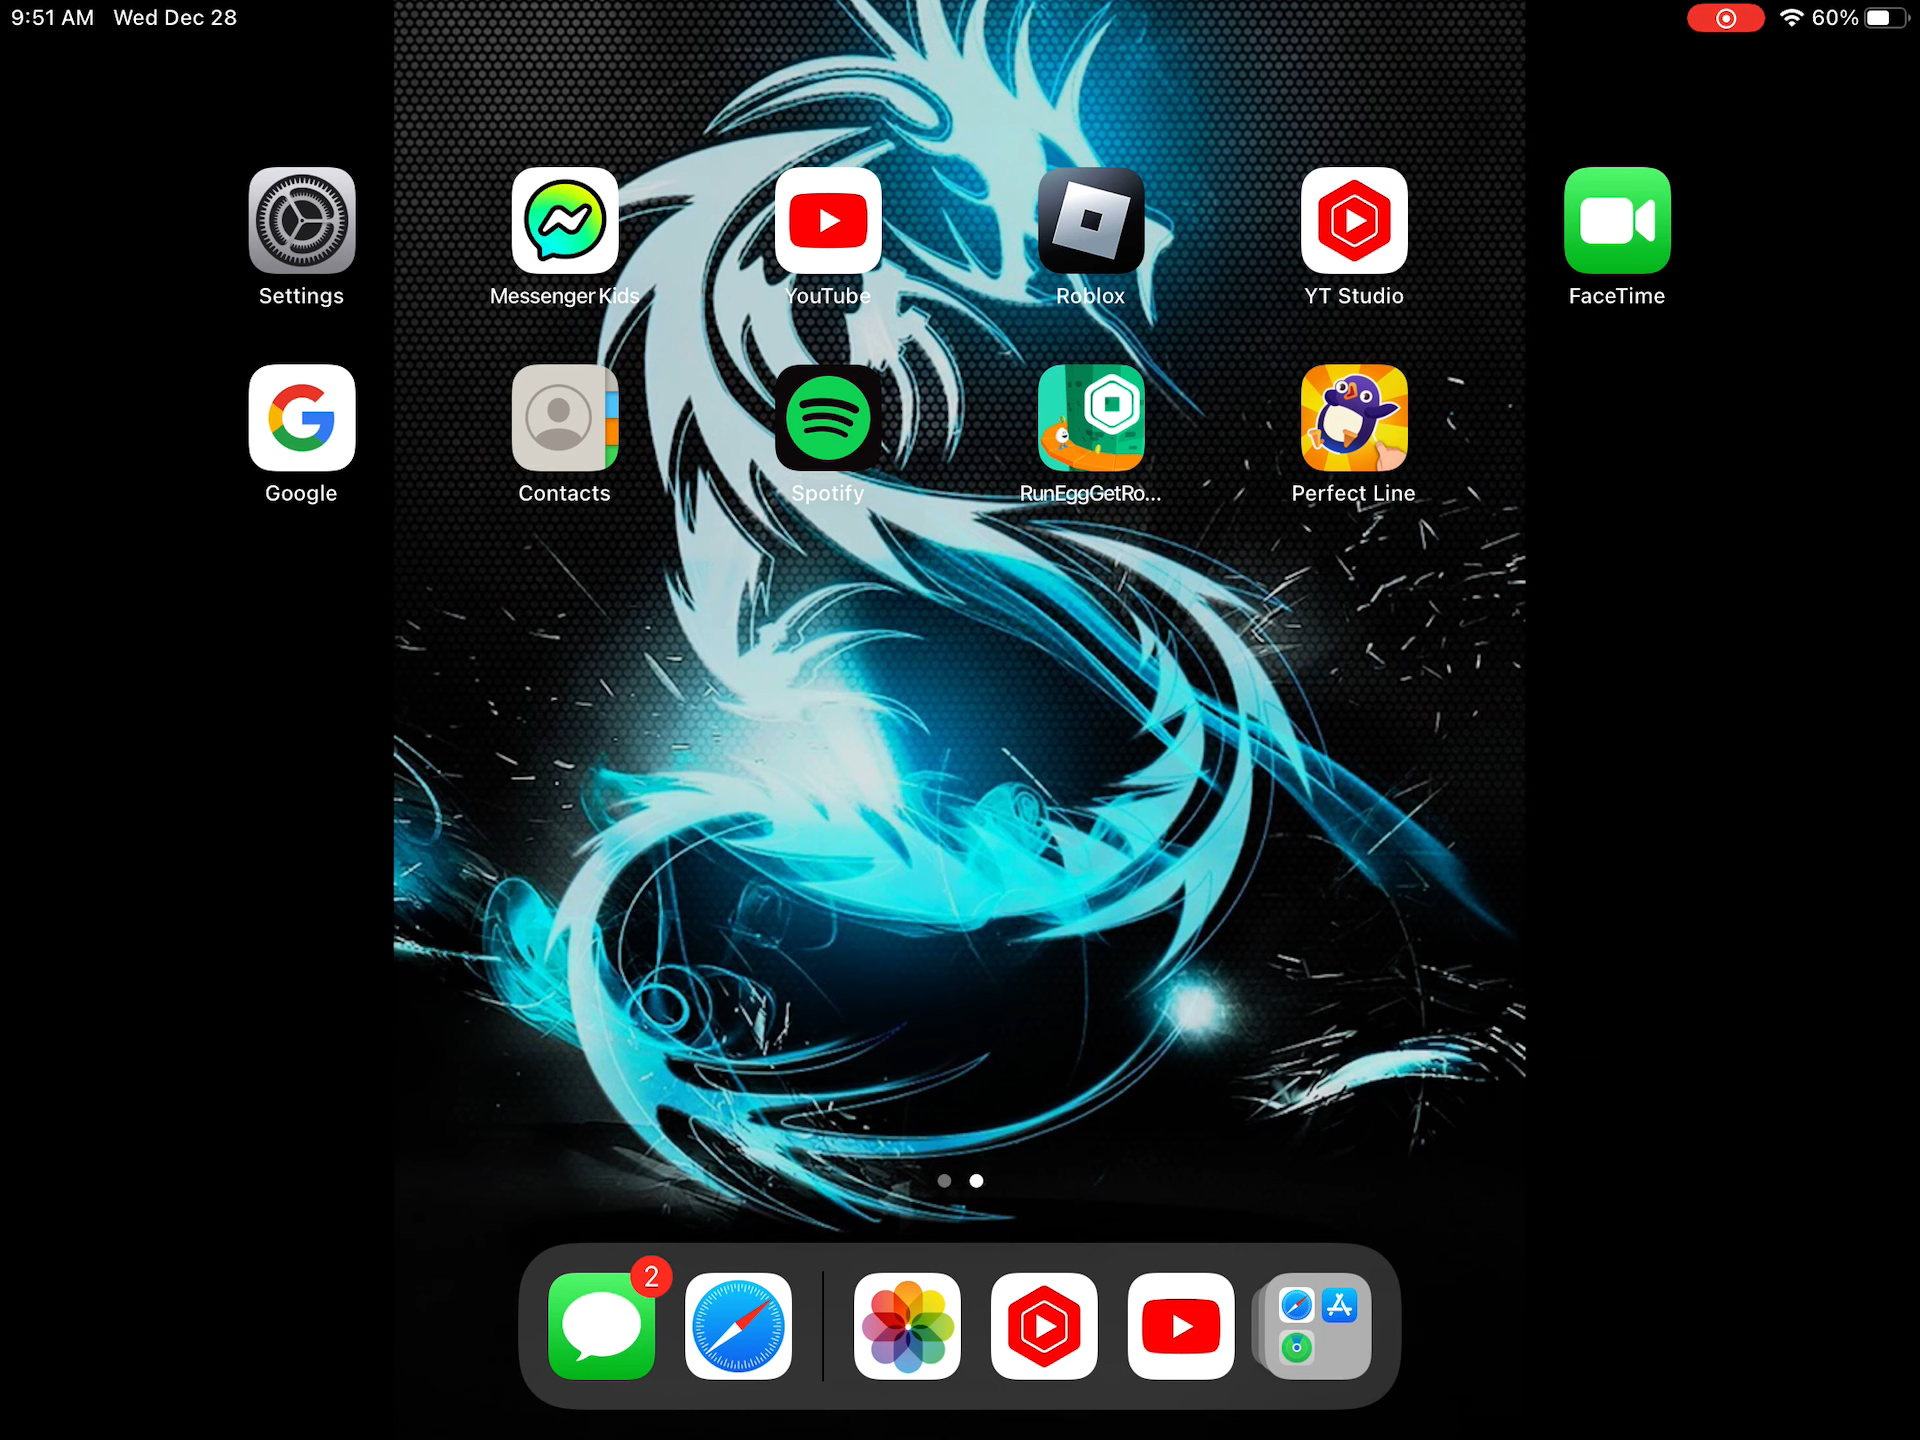 9:51 AM Wed Dec 28
60%
Settings
Messenger Kids
YouTube
Roblox
YT Studio
FaceTime
Google
Contacts
Spotify
RunEggGetRo...
Perfect Line
2